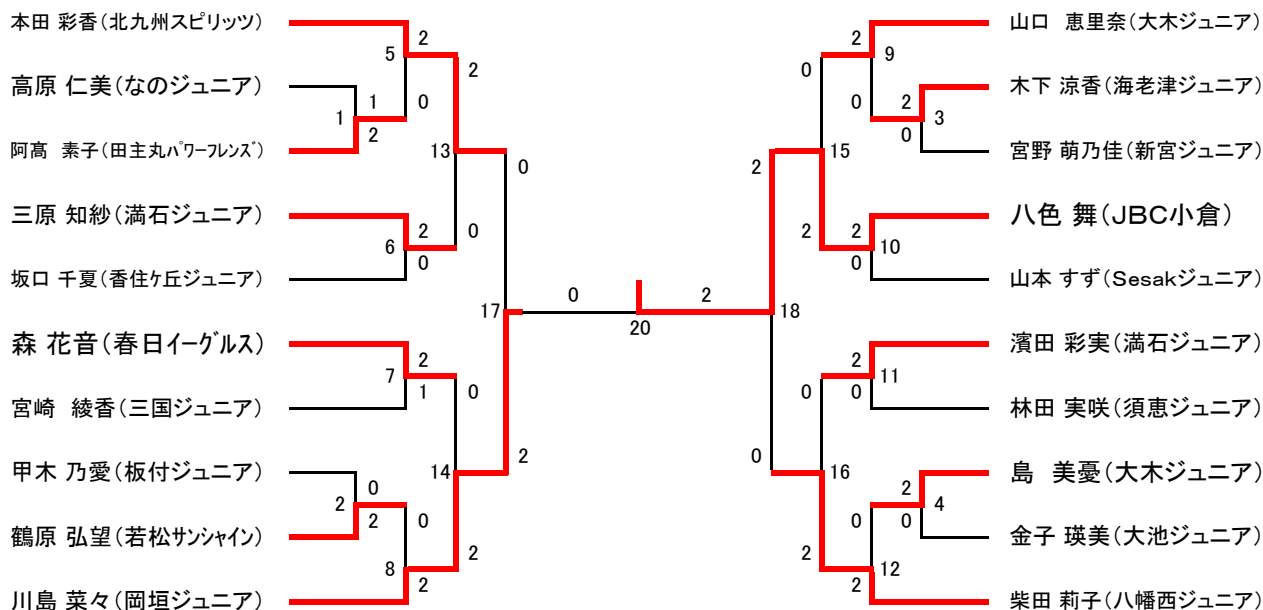 本田 彩香(北九州スピリッツ)
高原 仁美(なのジュニア)
阿髙　素子(田主丸ﾊﾟﾜｰﾌﾚﾝｽﾞ)
三原 知紗(満石ジュニア)
坂口 千夏(香住ケ丘ジュニア)
森 花音(春日ｲｰｸﾞﾙｽ)
宮崎　綾香(三国ジュニア)
甲木 乃愛(板付ジュニア)
鶴原 弘望(若松サンシャイン)
川島 菜々(岡垣ジュニア)
5
2
1
1
2
0
2
13
0
6
2
0
0
17
0
7
2
1
0
14
2
2
0
2
0
8
2
2
0
20
2
山口　恵里奈(大木ジュニア)
木下 涼香(海老津ジュニア)
宮野 萌乃佳(新宮ジュニア)
八色 舞(JBC小倉)
山本 すず(Sesakジュニア)
濱田 彩実(満石ジュニア)
林田 実咲(須恵ジュニア)
島　美憂(大木ジュニア)
金子 瑛美(大池ジュニア)
柴田 莉子(八幡西ジュニア)
2
9
0
0
2
0
3
2
15
2
2
0
10
18
2
0
11
0
0
16
2
0
4
0
2
2
12